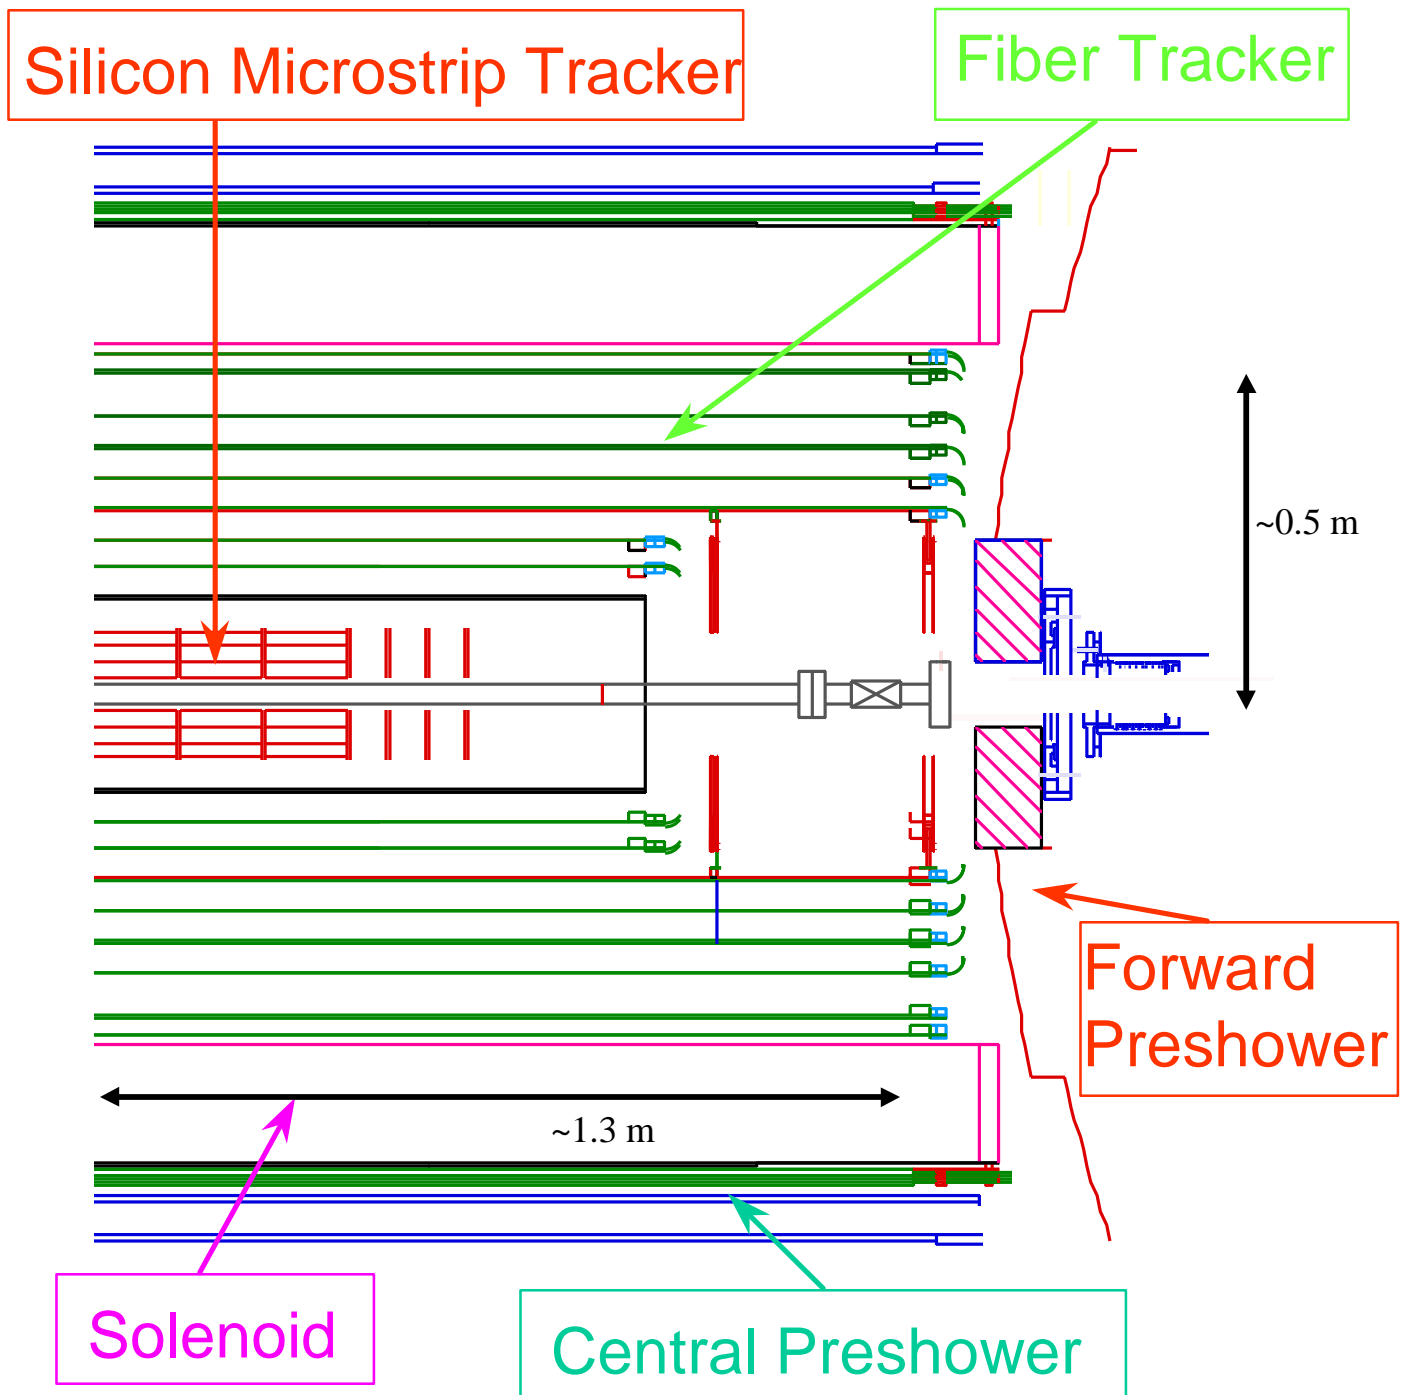 Silicon Microstrip Tracker
Fiber Tracker
~0.5 m
Forward
Preshower
~1.3 m
Solenoid
Central Preshower